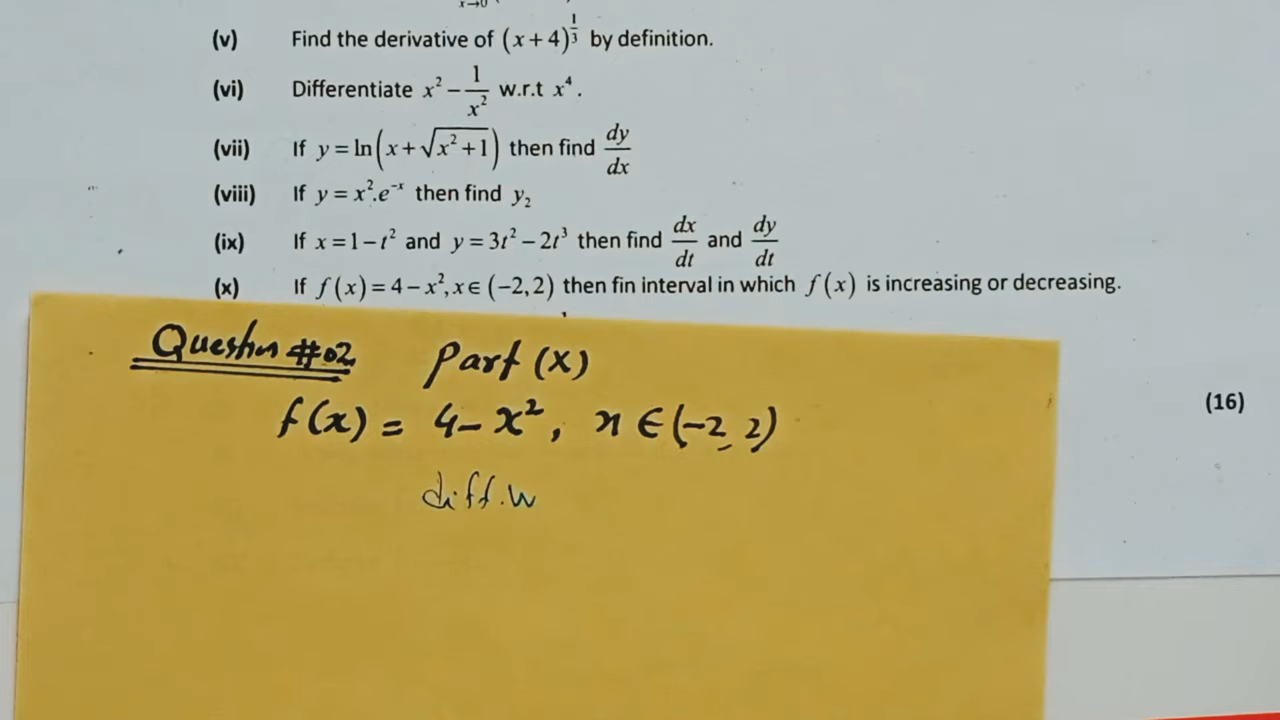 x→0
(v) Find the derivative of (x+4)^{1/3} by definition.
(vi) Differentiate x² − 1/x² w.r.t x⁴.
(vii) If y = ln(x+√(x²+1)) then find dy/dx
(viii) If y = x².e⁻ˣ then find y₂
(ix) If x = 1 − t² and y = 3t² − 2t³ then find dx/dt and dy/dt
(x) If f(x) = 4 − x², x ∈ (−2,2) then fin interval in which f(x) is increasing or decreasing.
Question #02 Part (x)
f(x) = 4 − x², x ∈ (−2, 2)
(16)
diff. w